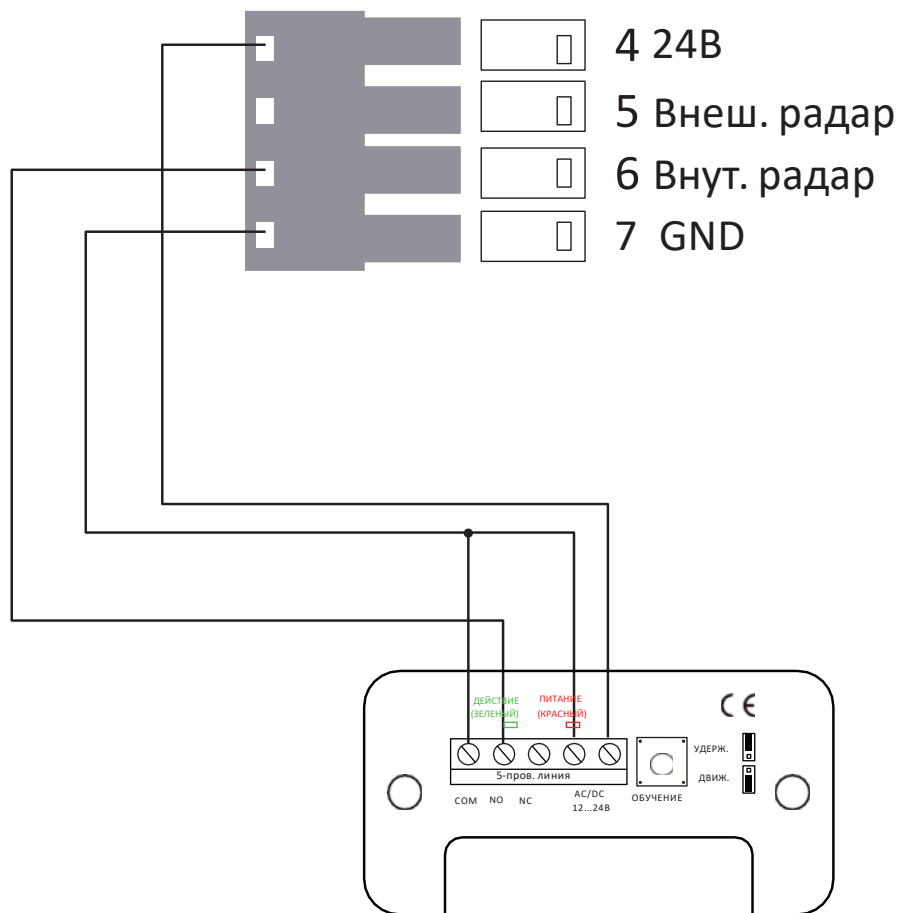 4 24В
5 Внеш. радар
6 Внут. радар
7 GND
ДЕЙСТВИЕ
(ЗЕЛЕНЫЙ)
ПИТАНИЕ
(КРАСНЫЙ)
CE
УДЕРЖ.
ДВИЖ.
5-пров. линия
COM NO NC
AC/DC
12...24В
ОБУЧЕНИЕ